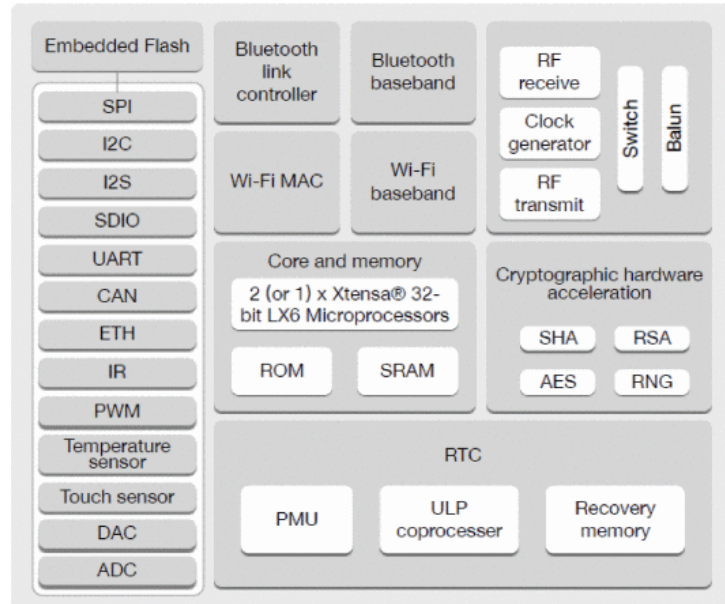 Embedded Flash
SPI
I2C
I2S
SDIO
UART
CAN
ETH
IR
PWM
Temperature
sensor
Touch sensor
DAC
ADC
Bluetooth
link
controller
Bluetooth
baseband
Wi-Fi MAC
Wi-Fi
baseband
RF
receive
Clock
generator
RF
transmit
Switch
Balun
Core and memory
2 (or 1) x Xtensa® 32-
bit LX6 Microprocessors
ROM
SRAM
Cryptographic hardware
acceleration
SHA
RSA
AES
RNG
RTC
PMU
ULP
coprocesser
Recovery
memory